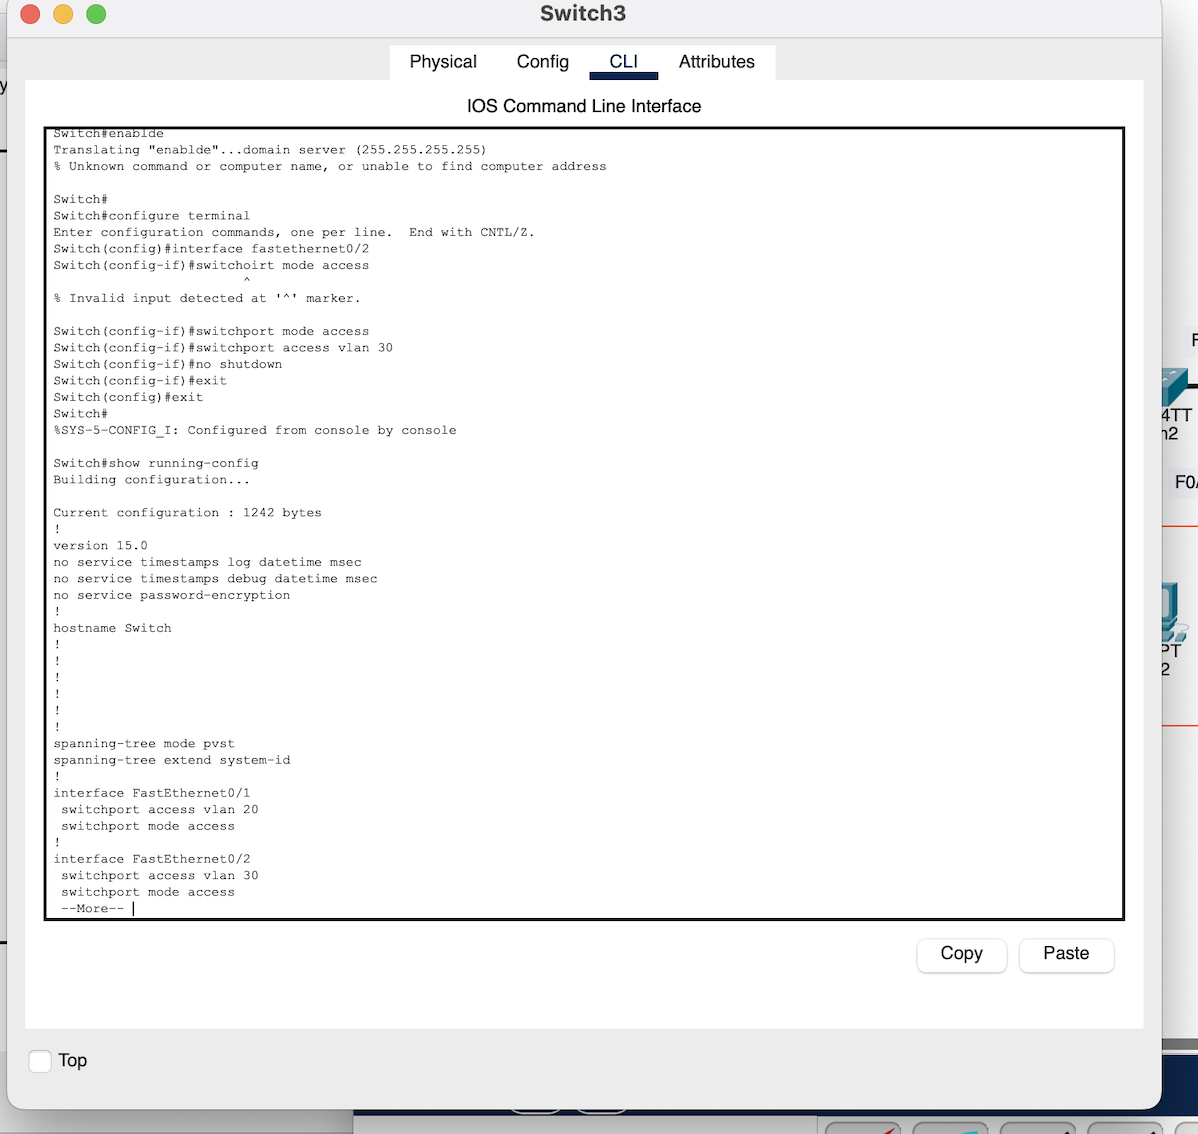 Switch3
Physical Config CLI Attributes
IOS Command Line Interface
Switch#enablde
Translating "enablde"...domain server (255.255.255.255)
% Unknown command or computer name, or unable to find computer address
Switch#
Switch#configure terminal
Enter configuration commands, one per line.  End with CNTL/Z.
Switch(config)#interface fastethernet0/2
Switch(config-if)#switchoirt mode access
^
% Invalid input detected at '^' marker.
Switch(config-if)#switchport mode access
Switch(config-if)#switchport access vlan 30
Switch(config-if)#no shutdown
Switch(config-if)#exit
Switch(config)#exit
Switch#
%SYS-5-CONFIG_I: Configured from console by console
Switch#show running-config
Building configuration...
Current configuration : 1242 bytes
!
version 15.0
no service timestamps log datetime msec
no service timestamps debug datetime msec
no service password-encryption
!
hostname Switch
!
!
!
!
!
!
spanning-tree mode pvst
spanning-tree extend system-id
!
interface FastEthernet0/1
switchport access vlan 20
switchport mode access
!
interface FastEthernet0/2
switchport access vlan 30
switchport mode access
--More--
Copy Paste
Top
4TT
F0
PT
2